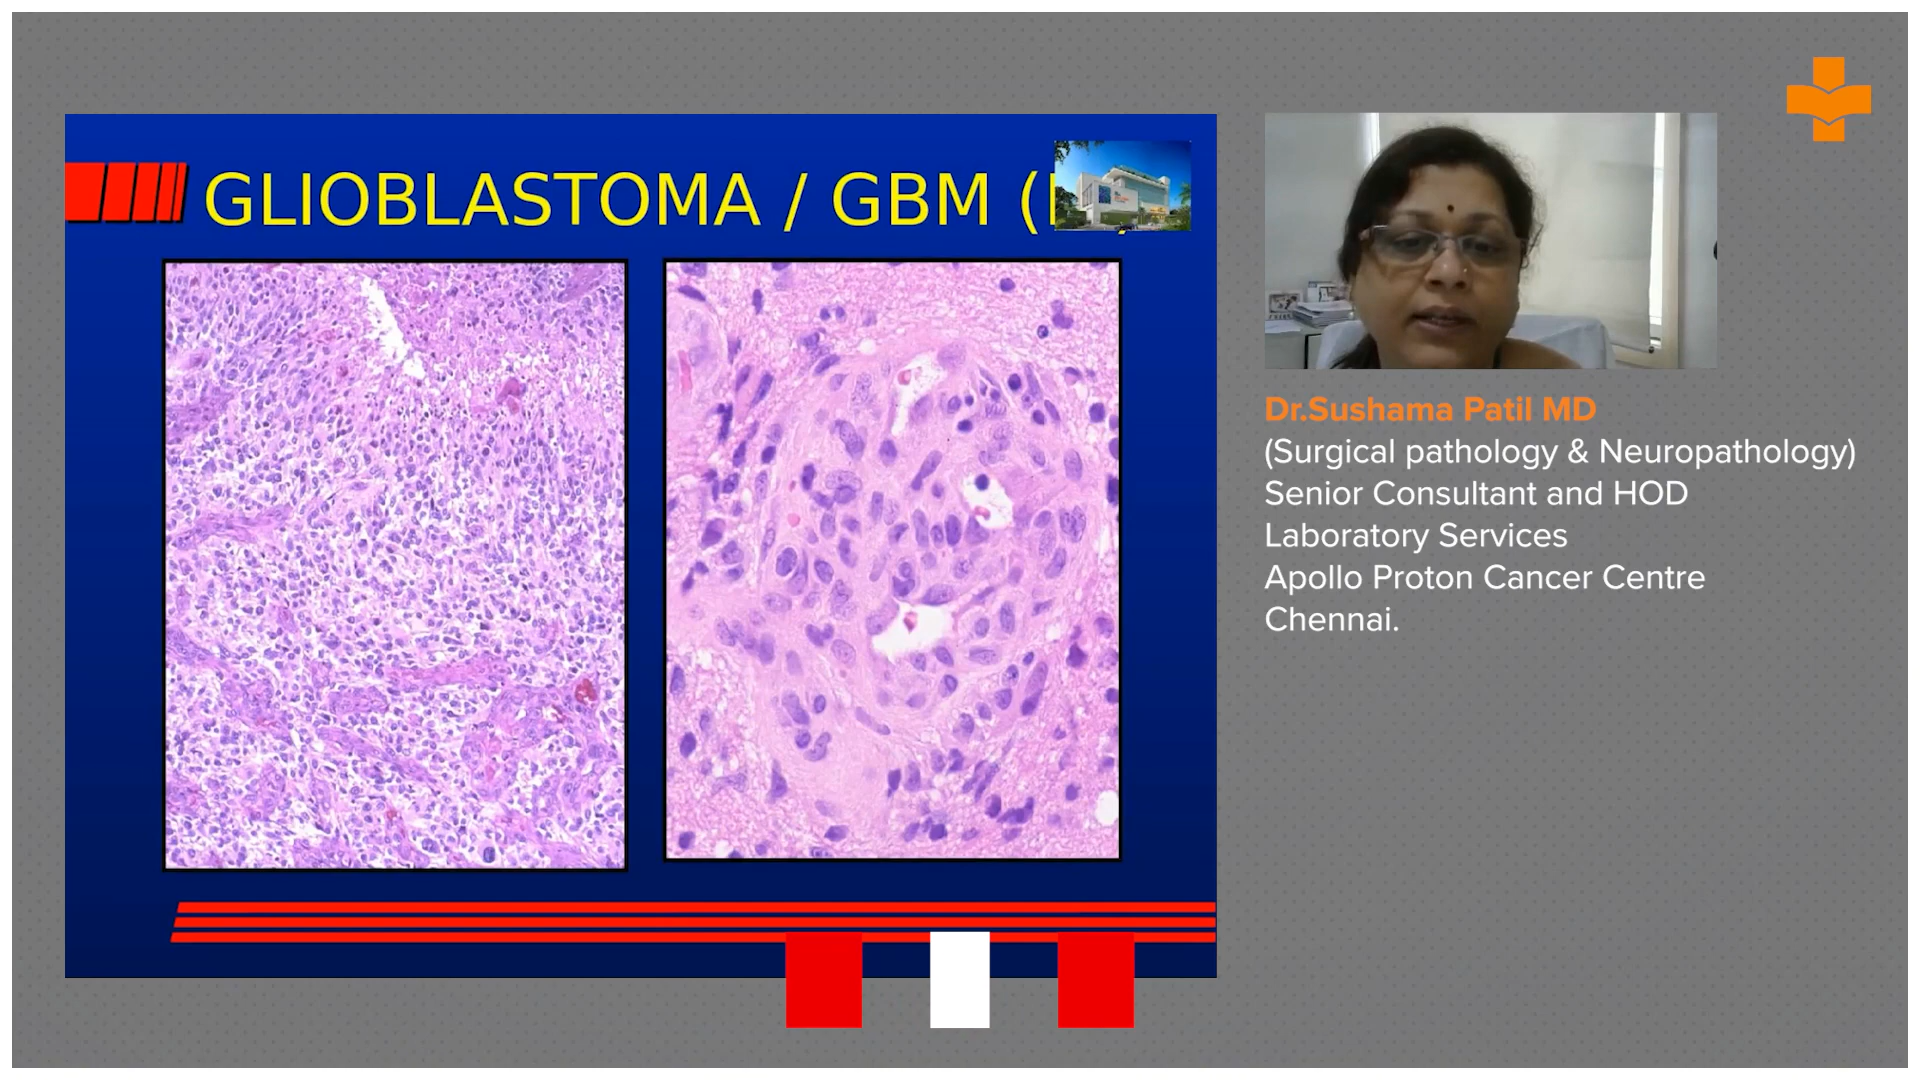 GLIOBLASTOMA / GBM (
Dr.Sushama Patil MD
(Surgical pathology & Neuropathology)
Senior Consultant and HOD
Laboratory Services
Apollo Proton Cancer Centre
Chennai.